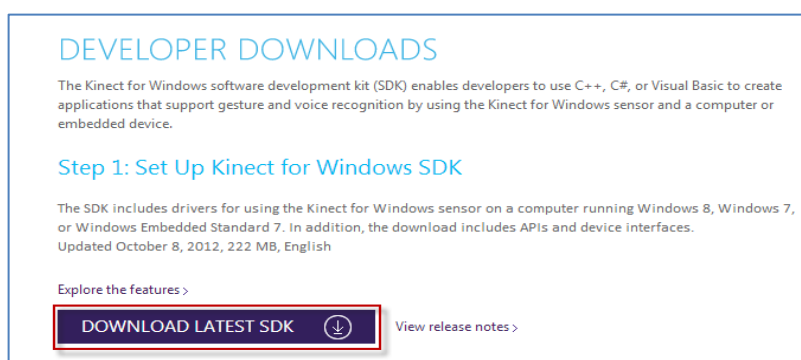 DEVELOPER DOWNLOADS
The Kinect for Windows software development kit (SDK) enables developers to use C++, C#, or Visual Basic to create
applications that support gesture and voice recognition by using the Kinect for Windows sensor and a computer or
embedded device.
Step 1: Set Up Kinect for Windows SDK
The SDK includes drivers for using the Kinect for Windows sensor on a computer running Windows 8, Windows 7,
or Windows Embedded Standard 7. In addition, the download includes APIs and device interfaces.
Updated October 8, 2012, 222 MB, English
Explore the features >
DOWNLOAD LATEST SDK
View release notes >